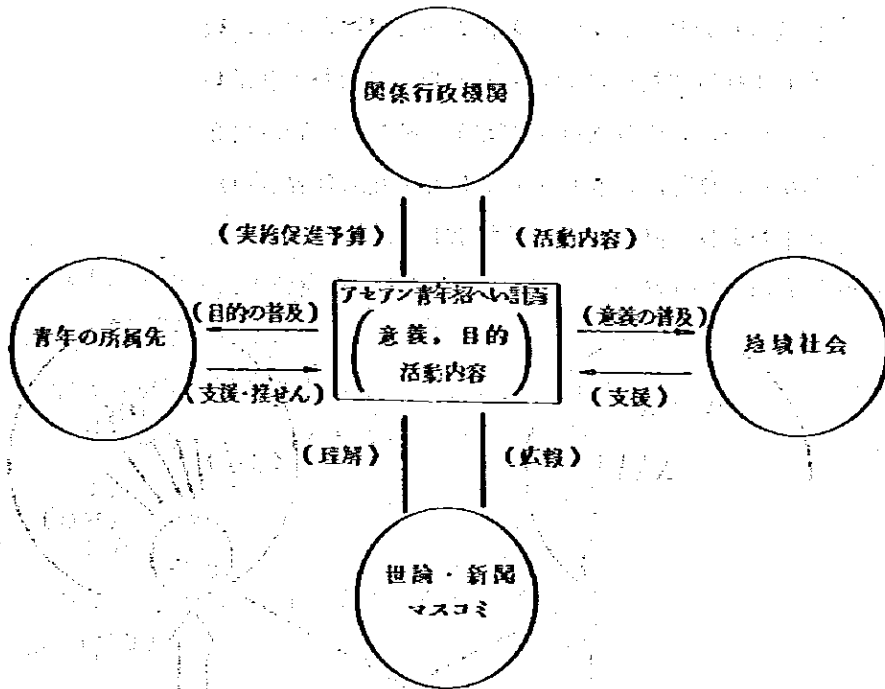 関係行政機関
(実施促進予算)
(活動内容)
アセアン青年招へい計画
意義,目的
活動内容
青年の所属先
(目的の普及)
(支援・推せん)
(意義の普及)
(支援)
地域社会
(理解)
(広報)
世論・新聞
マスコミ